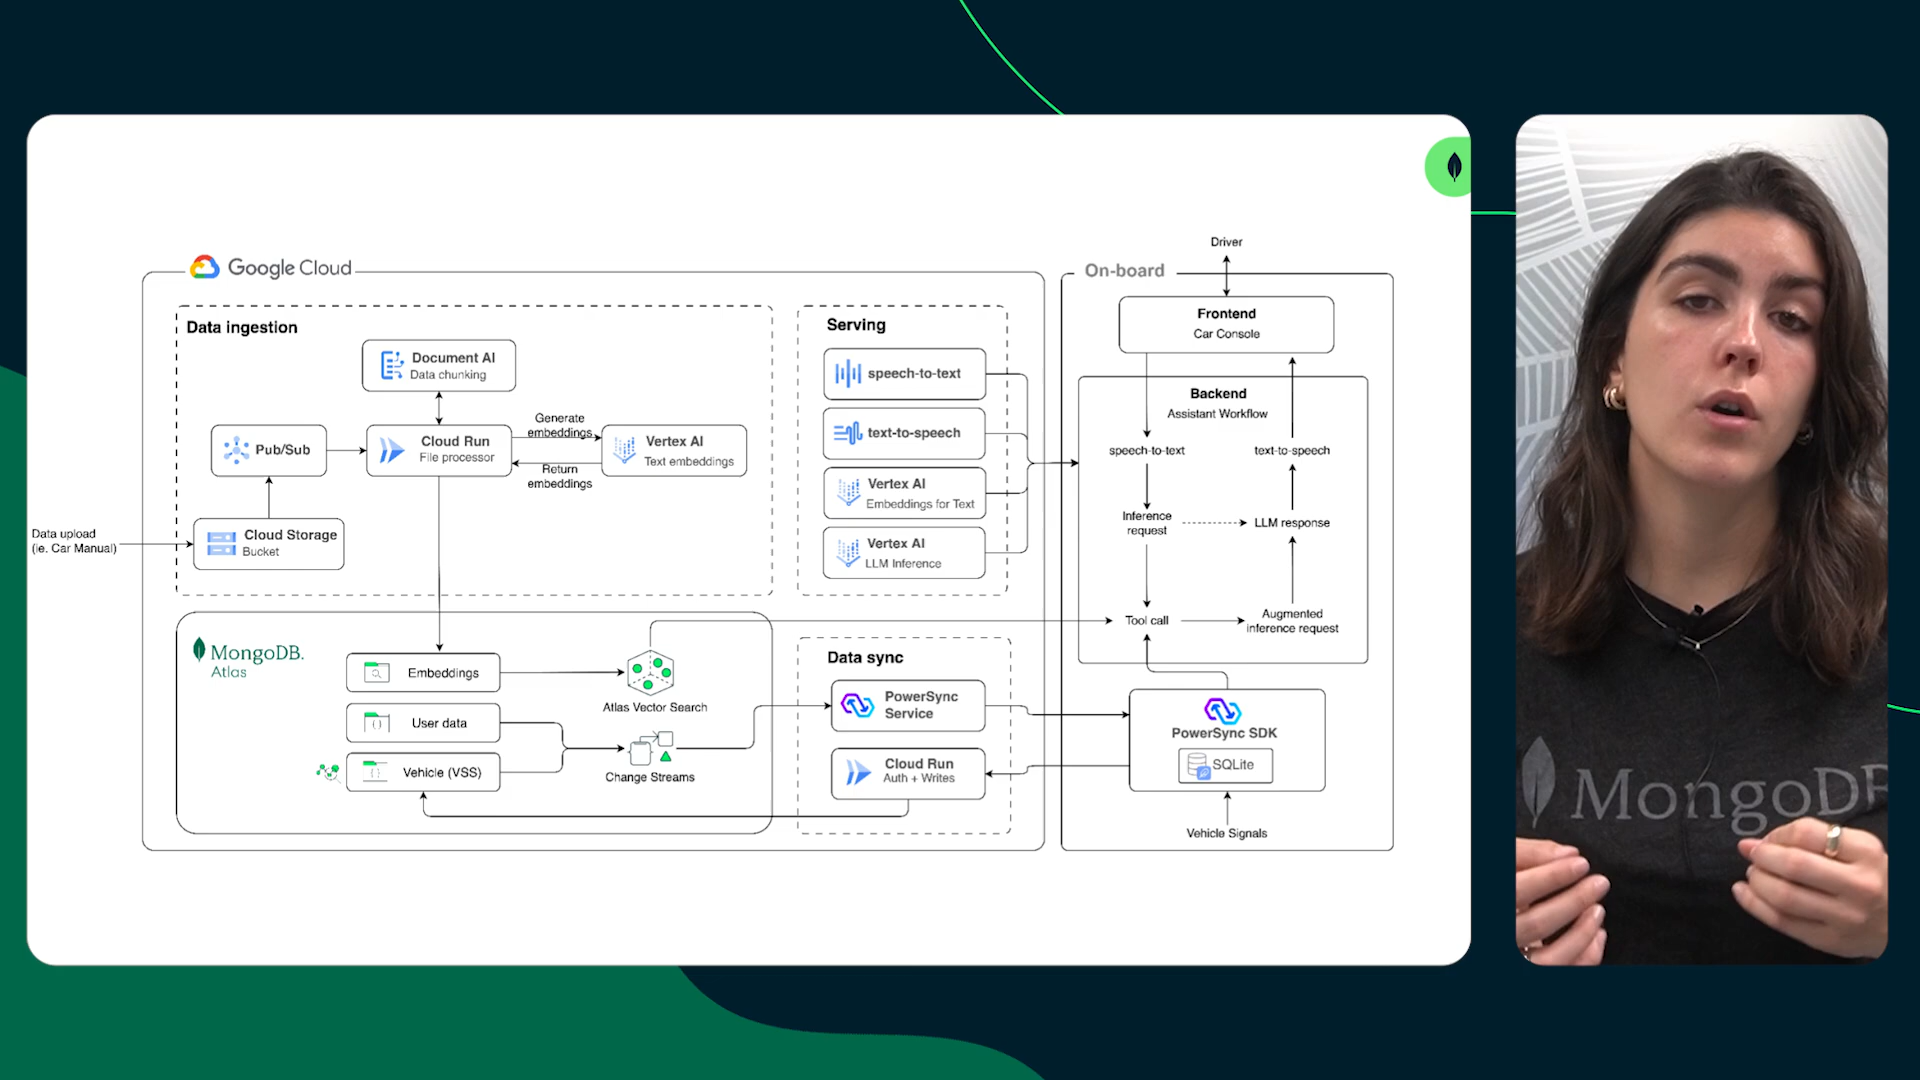 Google Cloud
Data ingestion
Document AI
Data chunking
Pub/Sub
Cloud Run
File processor
Generate
embeddings
Return
embeddings
Vertex AI
Text embeddings
Data upload
(ie. Car Manual)
Cloud Storage
Bucket
Serving
speech-to-text
text-to-speech
Vertex AI
Embeddings for Text
Vertex AI
LLM Inference
MongoDB.
Atlas
Embeddings
User data
Vehicle (VSS)
Atlas Vector Search
Change Streams
Data sync
PowerSync
Service
Cloud Run
Auth + Writes
Driver
On-board
Frontend
Car Console
Backend
Assistant Workflow
speech-to-text
text-to-speech
Inference
request
LLM response
Tool call
Augmented
inference request
PowerSync SDK
SQLite
Vehicle Signals
MongoDB